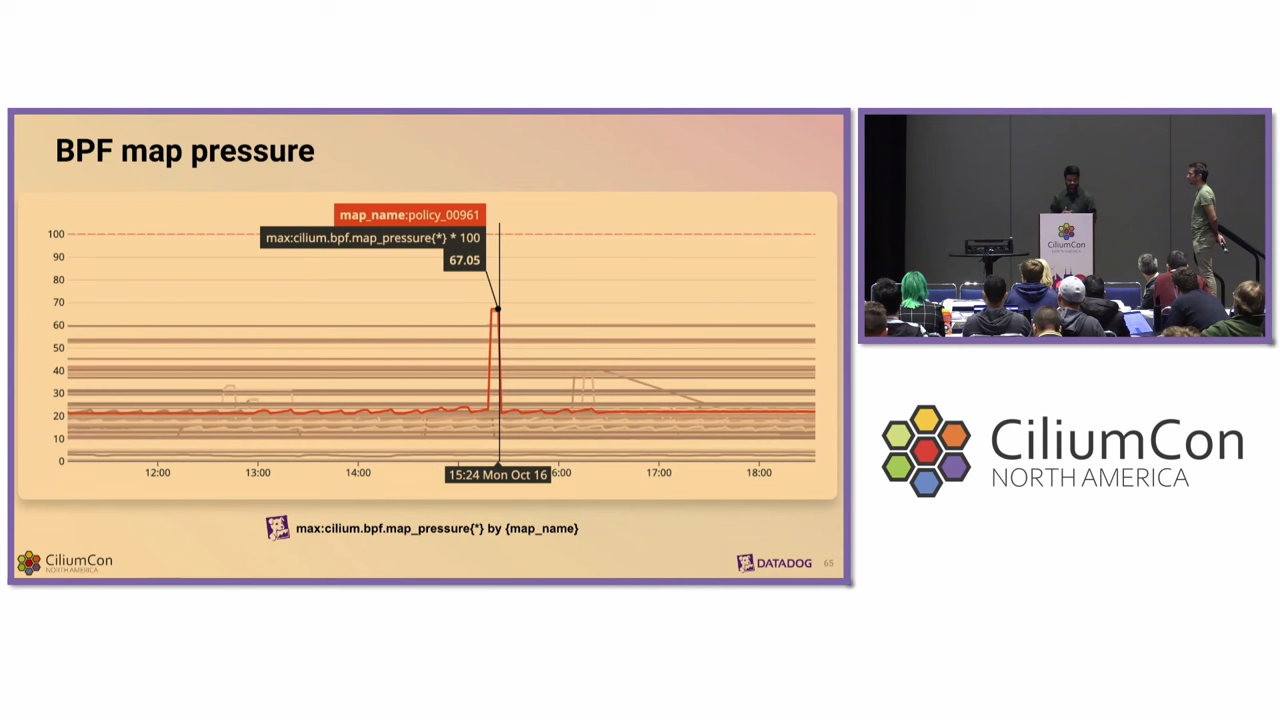 BPF map pressure
map_name:policy_00961
max:cilium.bpf.map_pressure{*} * 100
67.05
100
90
80
70
60
50
40
30
20
10
0
12:00
13:00
14:00
15:24 Mon Oct 16
6:00
17:00
18:00
max:cilium.bpf.map_pressure{*} by {map_name}
CiliumCon
NORTH AMERICA
DATADOG
65
CiliumCon
CiliumCon
NORTH AMERICA